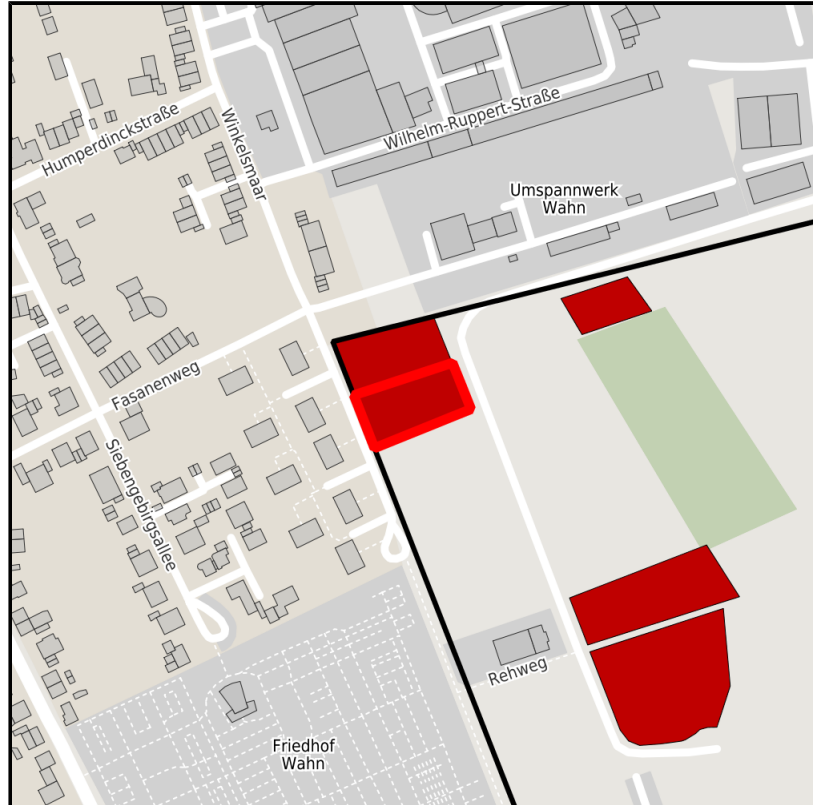 Humperdinckstraße
Winkelsmaar
Wilhelm-Ruppert-Straße
Umspannwerk
Wahn
Fasanenweg
Siebengebirgsallee
Rehweg
Friedhof
Wahn